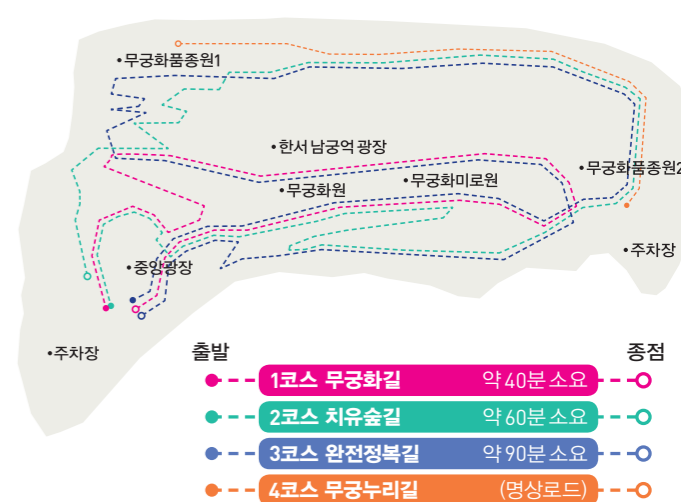 •무궁화품종원1
•한서남궁억 광장
•무궁화품종원2
•무궁화미로원
•무궁화원
•주차장
•중앙광장
•주차장
출발 종점
1코스 무궁화길 약 40분 소요
2코스 치유숲길 약 60분 소요
3코스 완전정복길 약 90분 소요
4코스 무궁누리길 (명상로드)